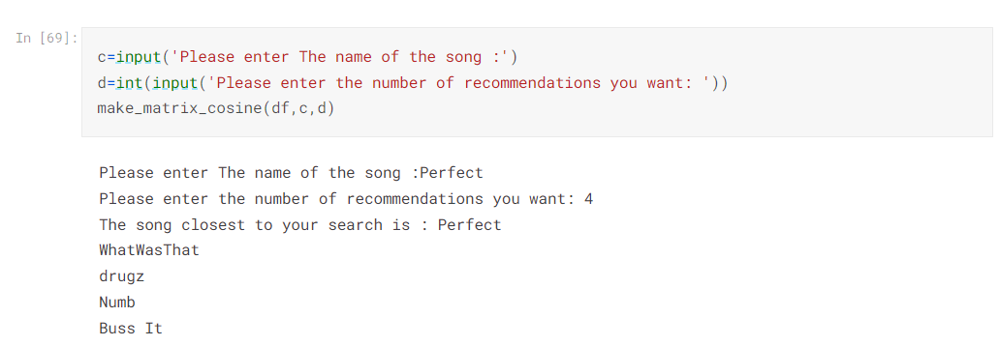 In [69]:
c=input('Please enter The name of the song :')
d=int(input('Please enter the number of recommendations you want: '))
make_matrix_cosine(df,c,d)
Please enter The name of the song :Perfect
Please enter the number of recommendations you want: 4
The song closest to your search is : Perfect
WhatWasThat
drugz
Numb
Buss It